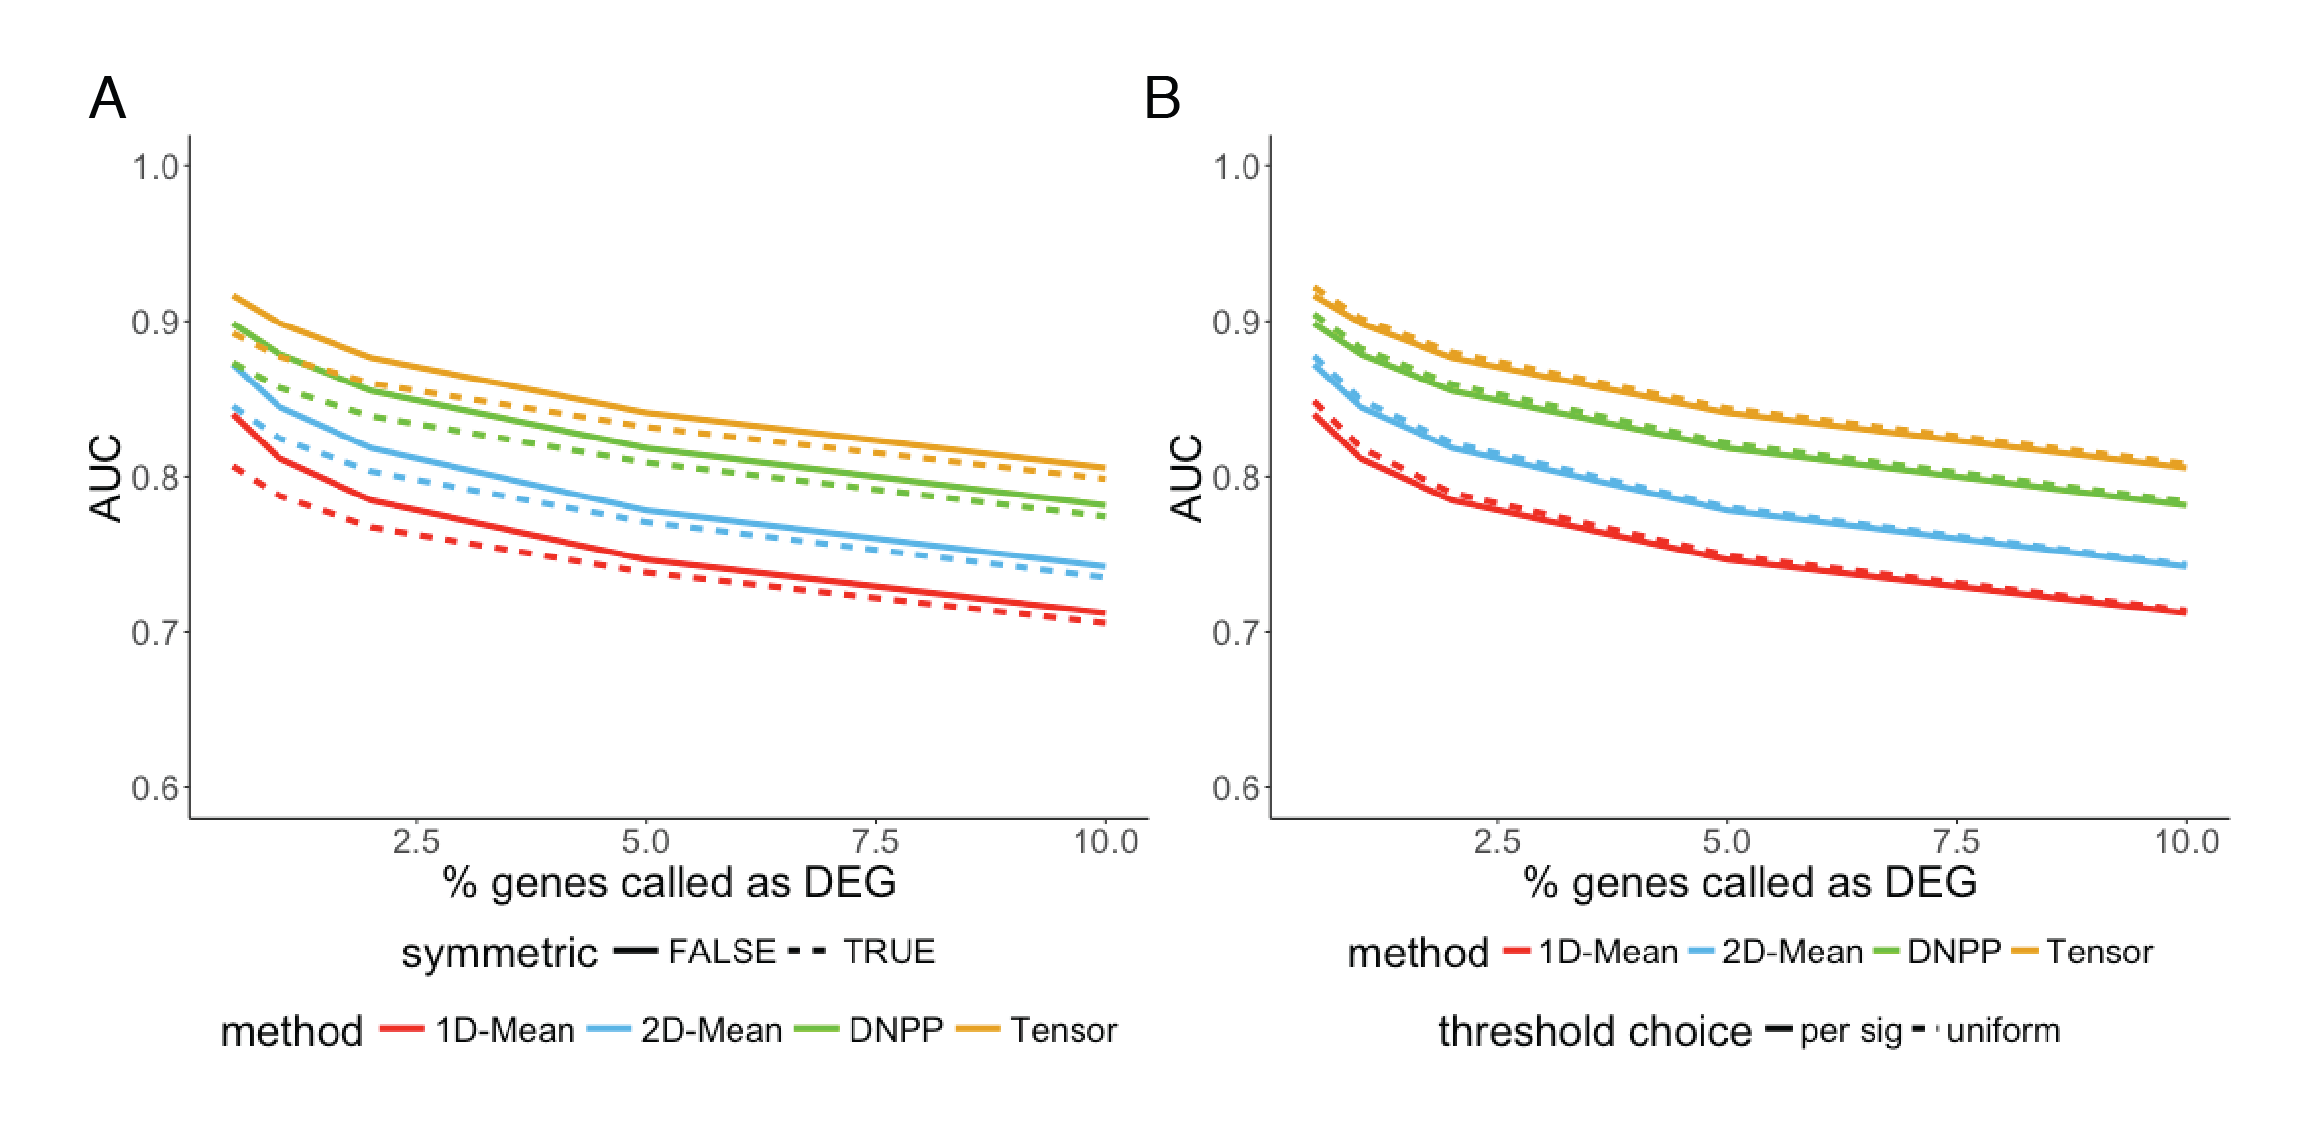 A
1.0
0.9
0.8
0.7
0.6
AUC
2.5 5.0 7.5 10.0
% genes called as DEG
symmetric FALSE TRUE
method 1D-Mean 2D-Mean DNPP Tensor
B
1.0
0.9
0.8
0.7
0.6
AUC
2.5 5.0 7.5 10.0
% genes called as DEG
method 1D-Mean 2D-Mean DNPP Tensor
threshold choice per sig uniform